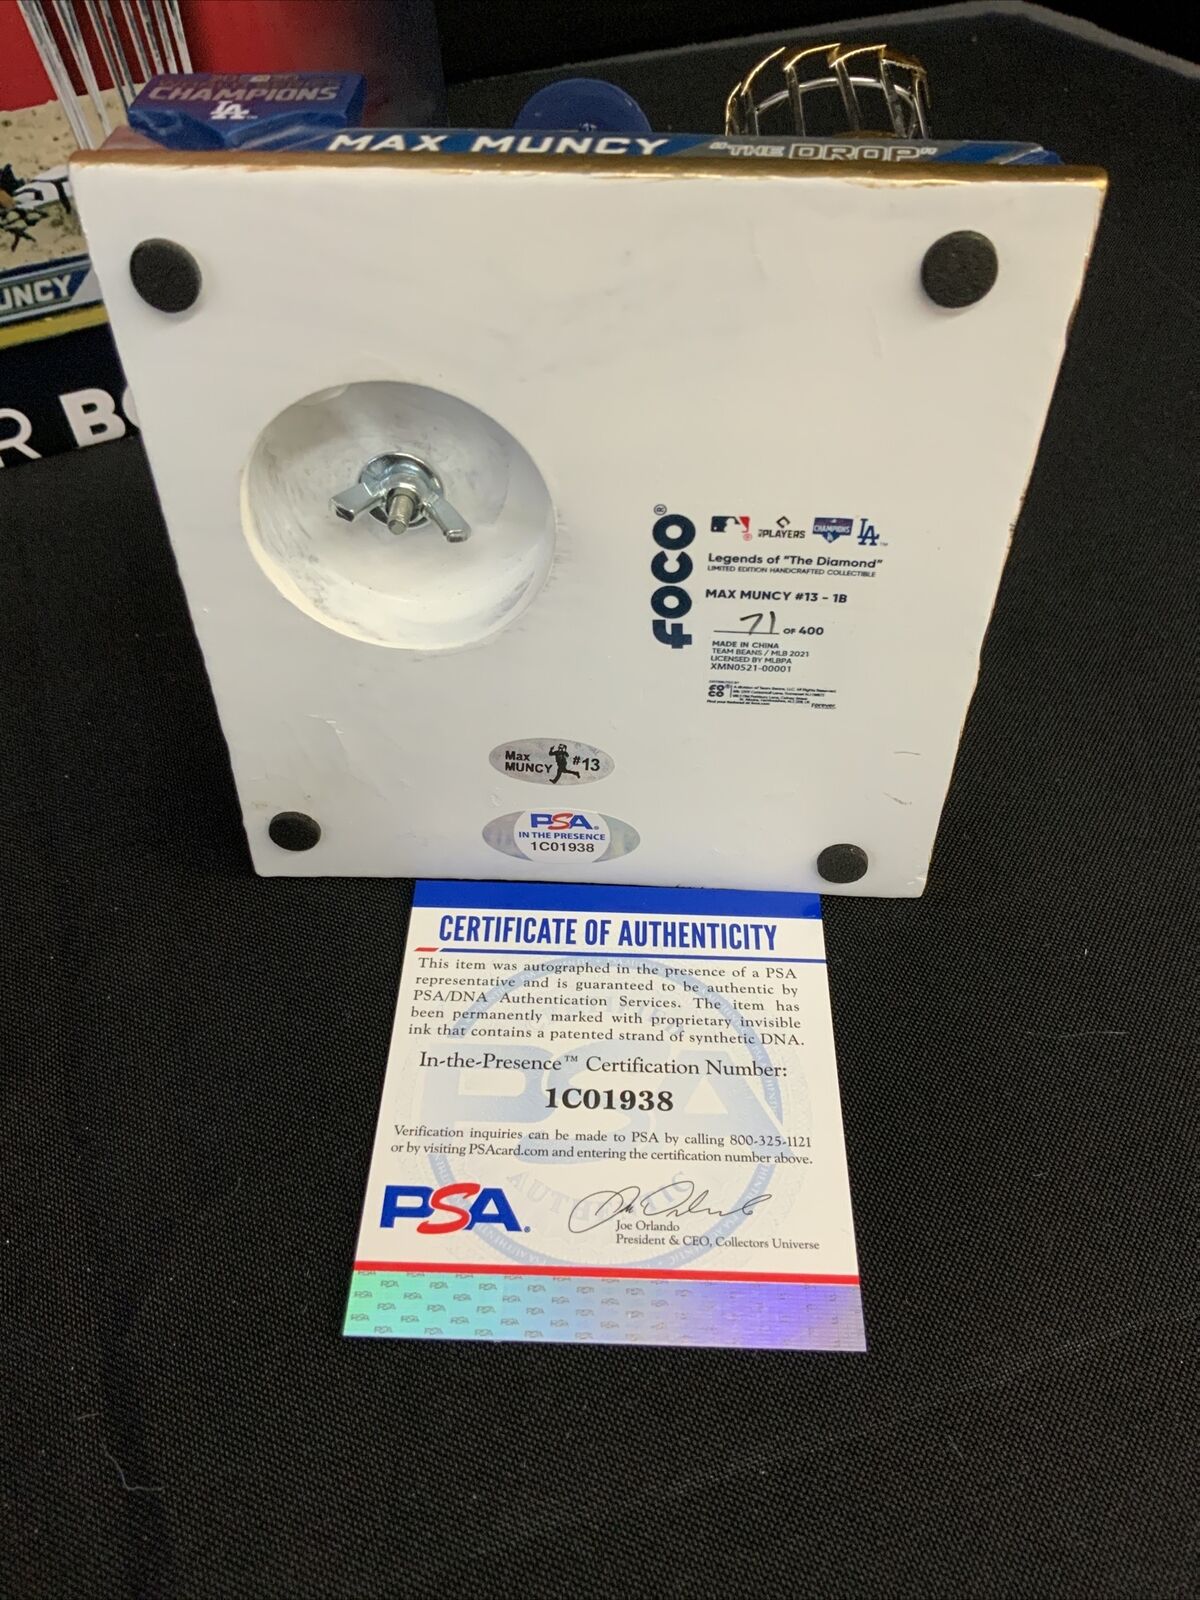 CHAMPIONS
LA
MAX MUNCY "THE DROP"
UNCY
R BO
FOCO®
PLAYERS
CHAMPIONS
LA
Legends of "The Diamond"
LIMITED EDITION HANDCRAFTED COLLECTIBLE
MAX MUNCY #13 - 1B
71 OF 400
MADE IN CHINA
TEAM BEANS / MLB 2021
LICENSED BY MLBPA
XMN0521-00001
FOCO
forever
Max
MUNCY #13
PSA
IN THE PRESENCE
1C01938
CERTIFICATE OF AUTHENTICITY
This item was autographed in the presence of a PSA
representative and is guaranteed to be authentic by
PSA/DNA Authentication Services. The item has
been permanently marked with proprietary invisible
ink that contains a patented strand of synthetic DNA.
In-the-Presence™ Certification Number:
1C01938
Verification inquiries can be made to PSA by calling 800-325-1121
or by visiting PSAcard.com and entering the certification number above.
PSA®
Joe Orlando
President & CEO, Collectors Universe